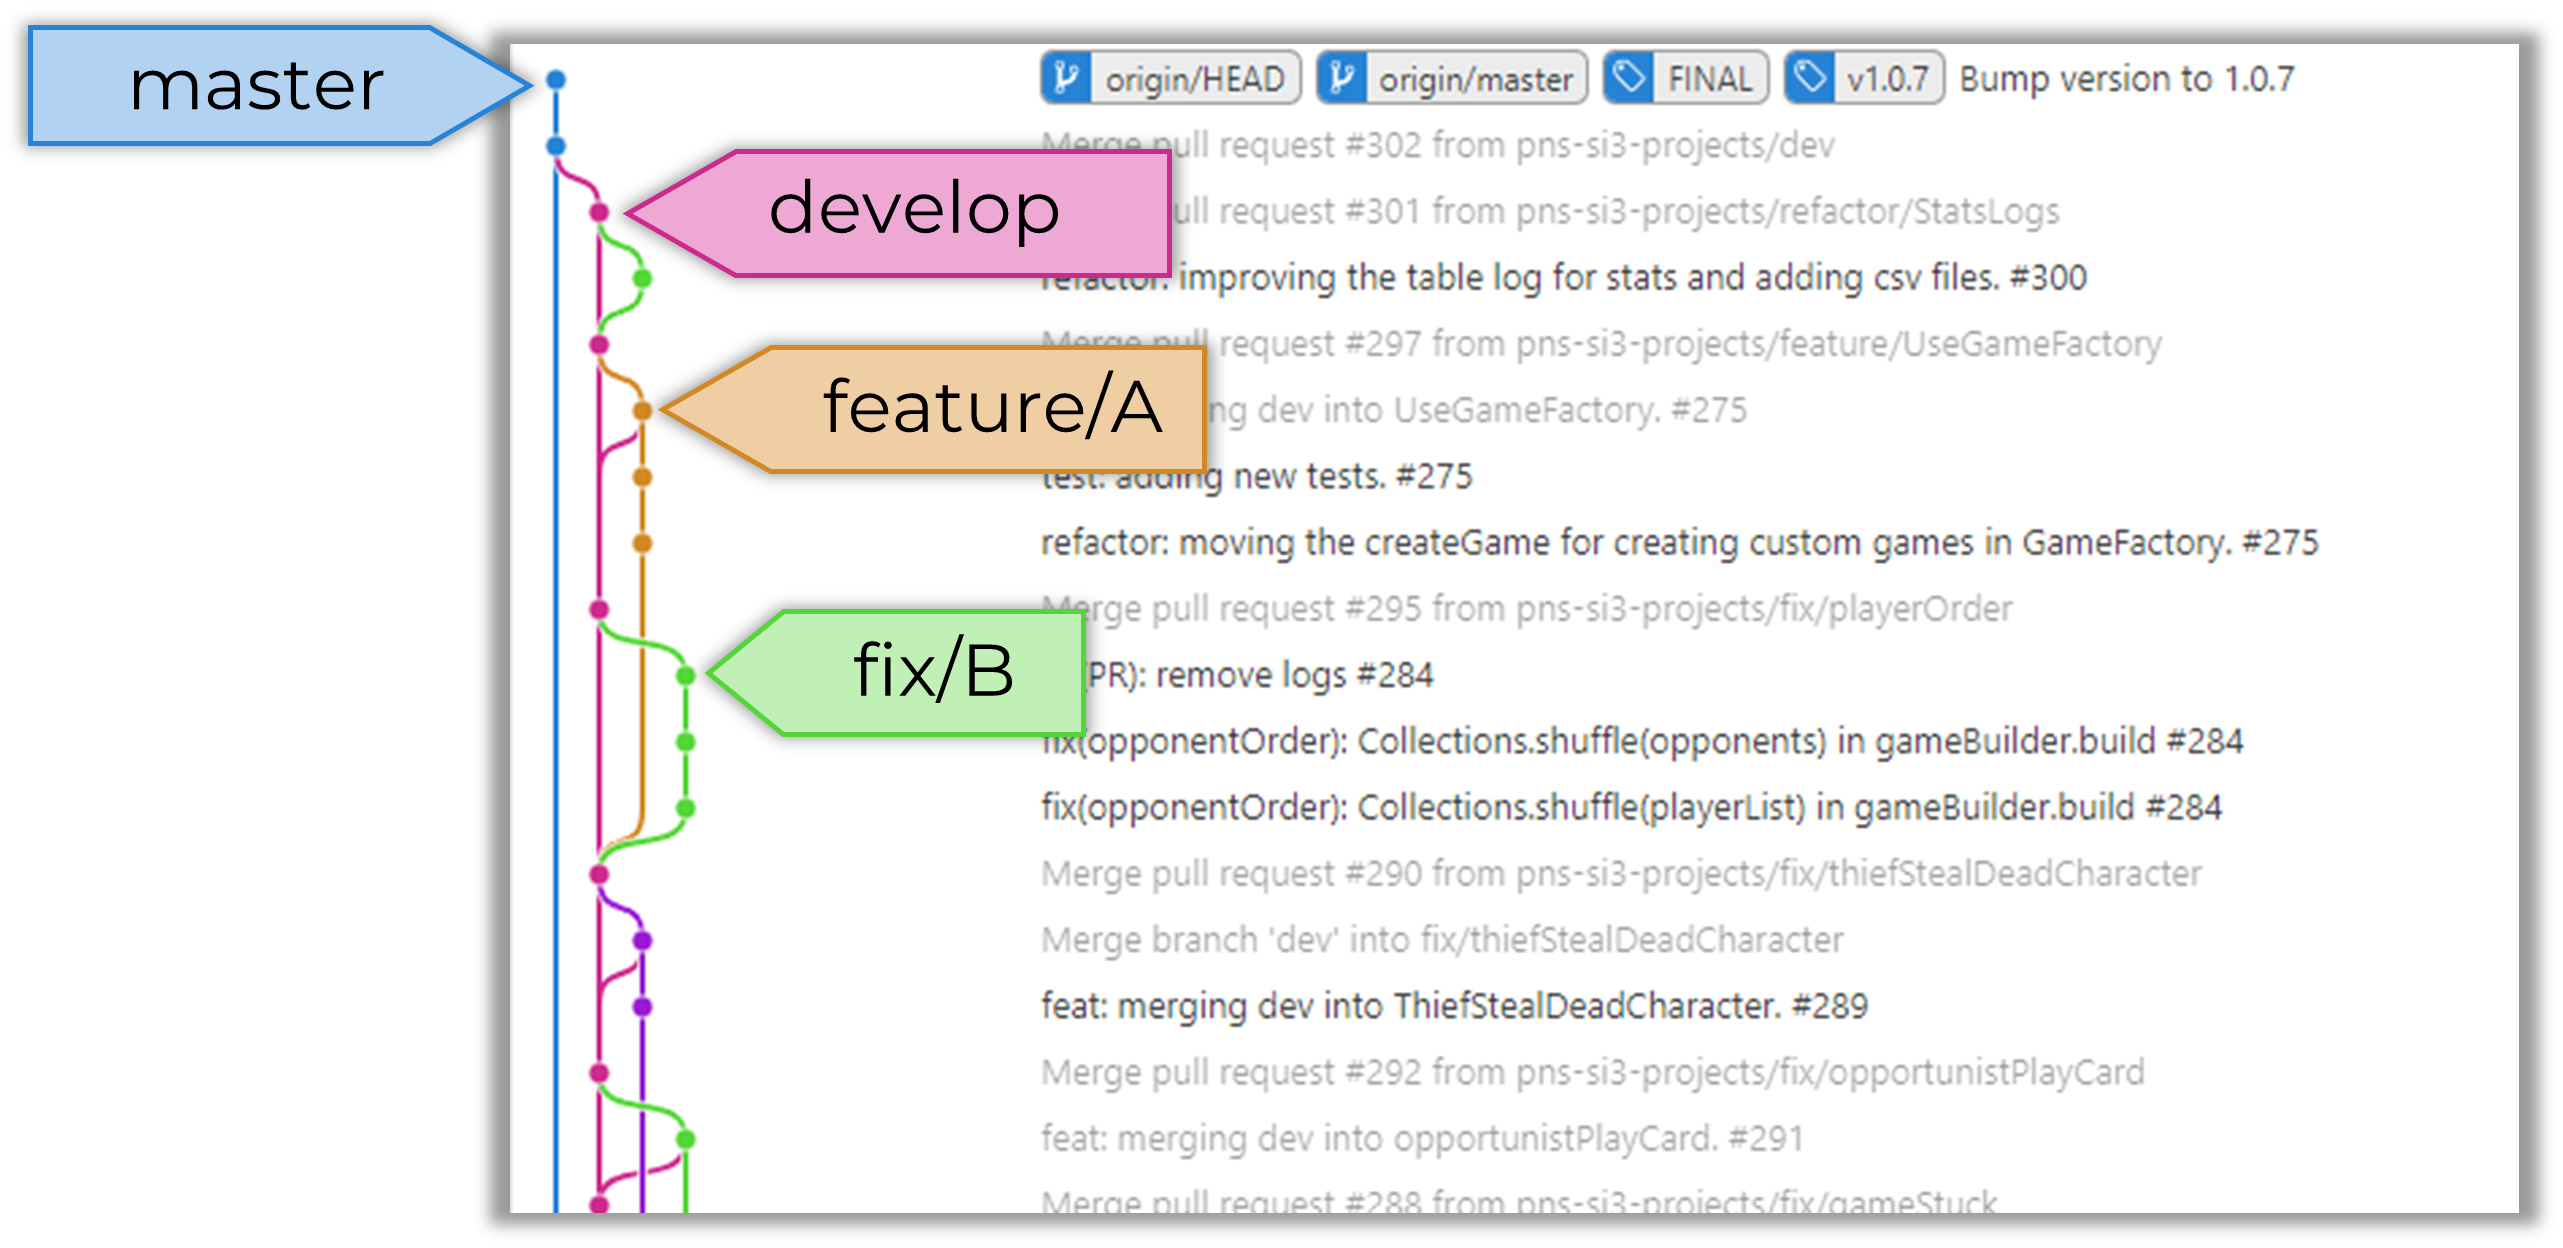 master
origin/HEAD origin/master FINAL v1.0.7 Bump version to 1.0.7
Merge pull request #302 from pns-si3-projects/dev
develop
pull request #301 from pns-si3-projects/refactor/StatsLogs
refactor: improving the table log for stats and adding csv files. #300
Merge pull request #297 from pns-si3-projects/feature/UseGameFactory
feature/A
dev into UseGameFactory. #275
test: adding new tests. #275
refactor: moving the createGame for creating custom games in GameFactory. #275
Merge pull request #295 from pns-si3-projects/fix/playerOrder
fix/B
(PR): remove logs #284
fix(opponentOrder): Collections.shuffle(opponents) in gameBuilder.build #284
fix(opponentOrder): Collections.shuffle(playerList) in gameBuilder.build #284
Merge pull request #290 from pns-si3-projects/fix/thiefStealDeadCharacter
Merge branch 'dev' into fix/thiefStealDeadCharacter
feat: merging dev into ThiefStealDeadCharacter. #289
Merge pull request #292 from pns-si3-projects/fix/opportunistPlayCard
feat: merging dev into opportunistPlayCard. #291
Merge pull request #288 from pns-si3-projects/fix/gameStuck